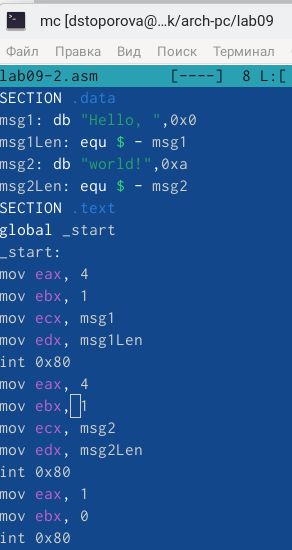 mc [dstoporova@...k/arch-pc/lab09
Файл Правка Вид Поиск Терминал
lab09-2.asm [----] 8 L:[
SECTION .data
msg1: db "Hello, ",0x0
msg1Len: equ $ - msg1
msg2: db "world!",0xa
msg2Len: equ $ - msg2
SECTION .text
global _start
_start:
mov eax, 4
mov ebx, 1
mov ecx, msg1
mov edx, msg1Len
int 0x80
mov eax, 4
mov ebx, 1
mov ecx, msg2
mov edx, msg2Len
int 0x80
mov eax, 1
mov ebx, 0
int 0x80